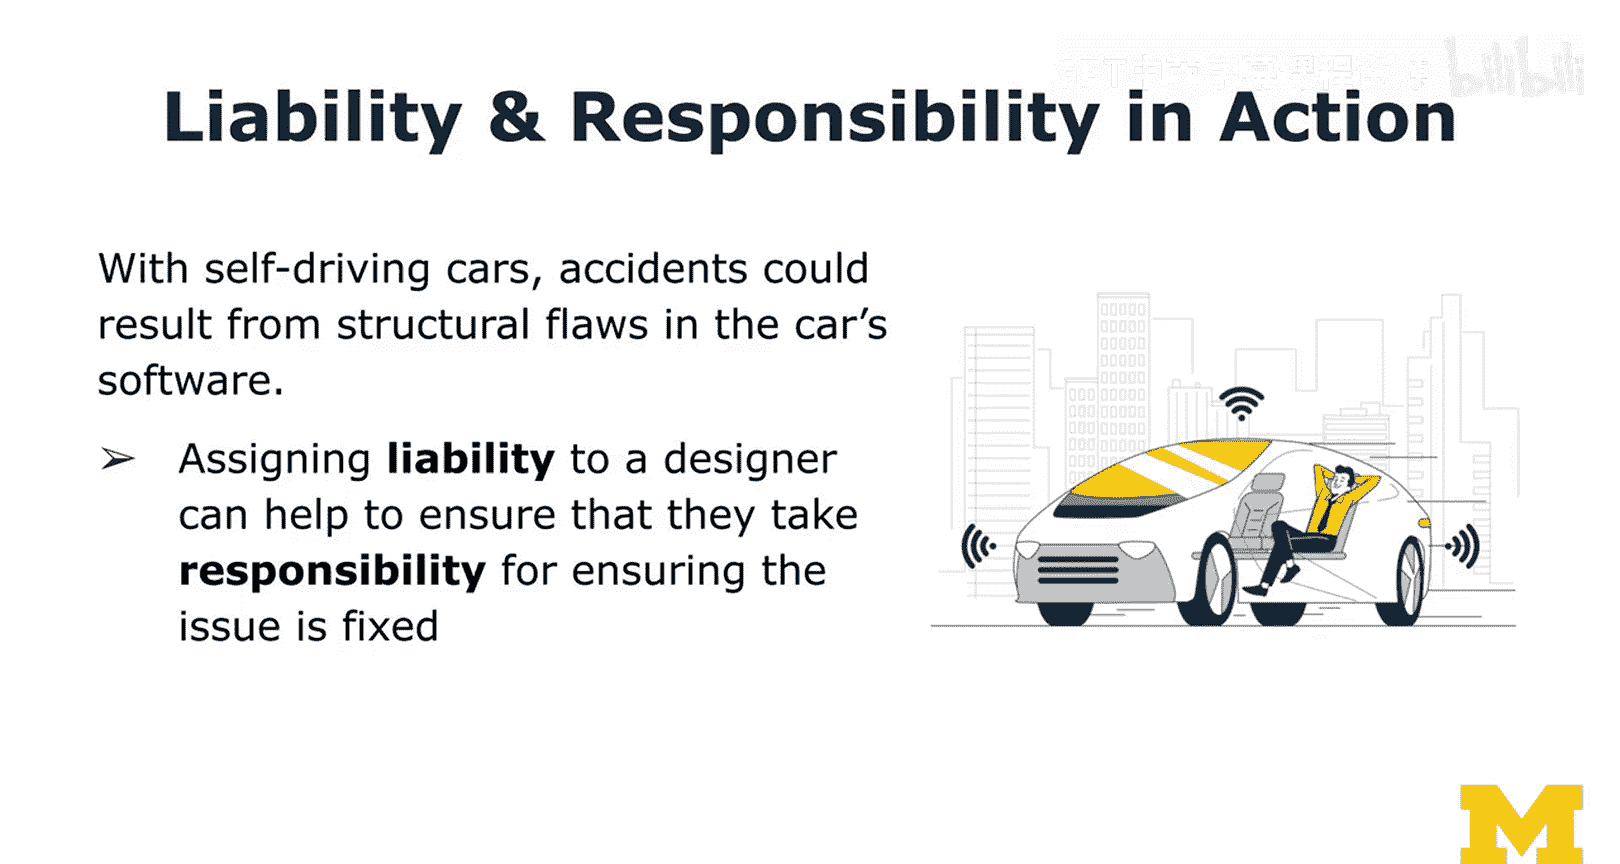 bilibili
Liability & Responsibility in Action
With self-driving cars, accidents could
result from structural flaws in the car’s
software.
➢ Assigning liability to a designer
can help to ensure that they take
responsibility for ensuring the
issue is fixed
M